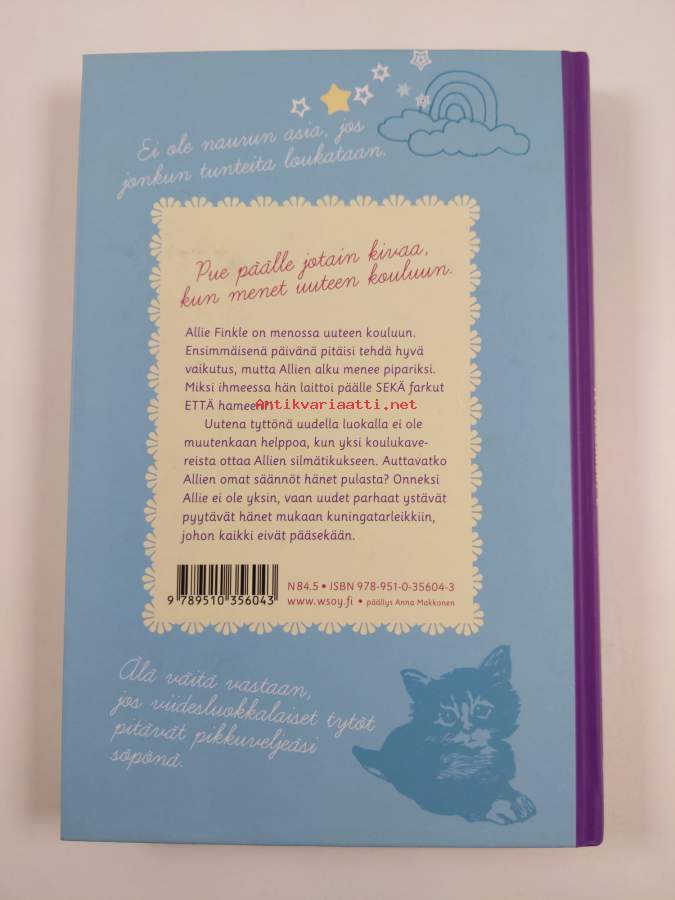 Ei ole naurun asia, jos
jonkun tunteita loukataan.
Pue päälle jotain kivaa,
kun menet uuteen kouluun.
Allie Finkle on menossa uuteen kouluun.
Ensimmäisenä päivänä pitäisi tehdä hyvä
vaikutus, mutta Allien alku menee pipariksi.
Miksi ihmeessä hän laittoi päälle SEKÄ farkut
ETTÄ hameen?!
Antikvariaatti.net
Uutena tyttönä uudella luokalla ei ole
muutenkaan helppoa, kun yksi koulukave-
reista ottaa Allien silmätikukseen. Auttavatko
Allien omat säännöt hänet pulasta? Onneksi
Allie ei ole yksin, vaan uudet parhaat ystävät
pyytävät hänet mukaan kuningatarleikkiin,
johon kaikki eivät pääsekään.
N 84.5 • ISBN 978-951-0-35604-3
www.wsoy.fi • päällys Anna Makkonen
9 789510 356043
Älä väitä vastaan,
jos viidesluokkalaiset tytöt
pitävät pikkuveljeäsi
söpönä.